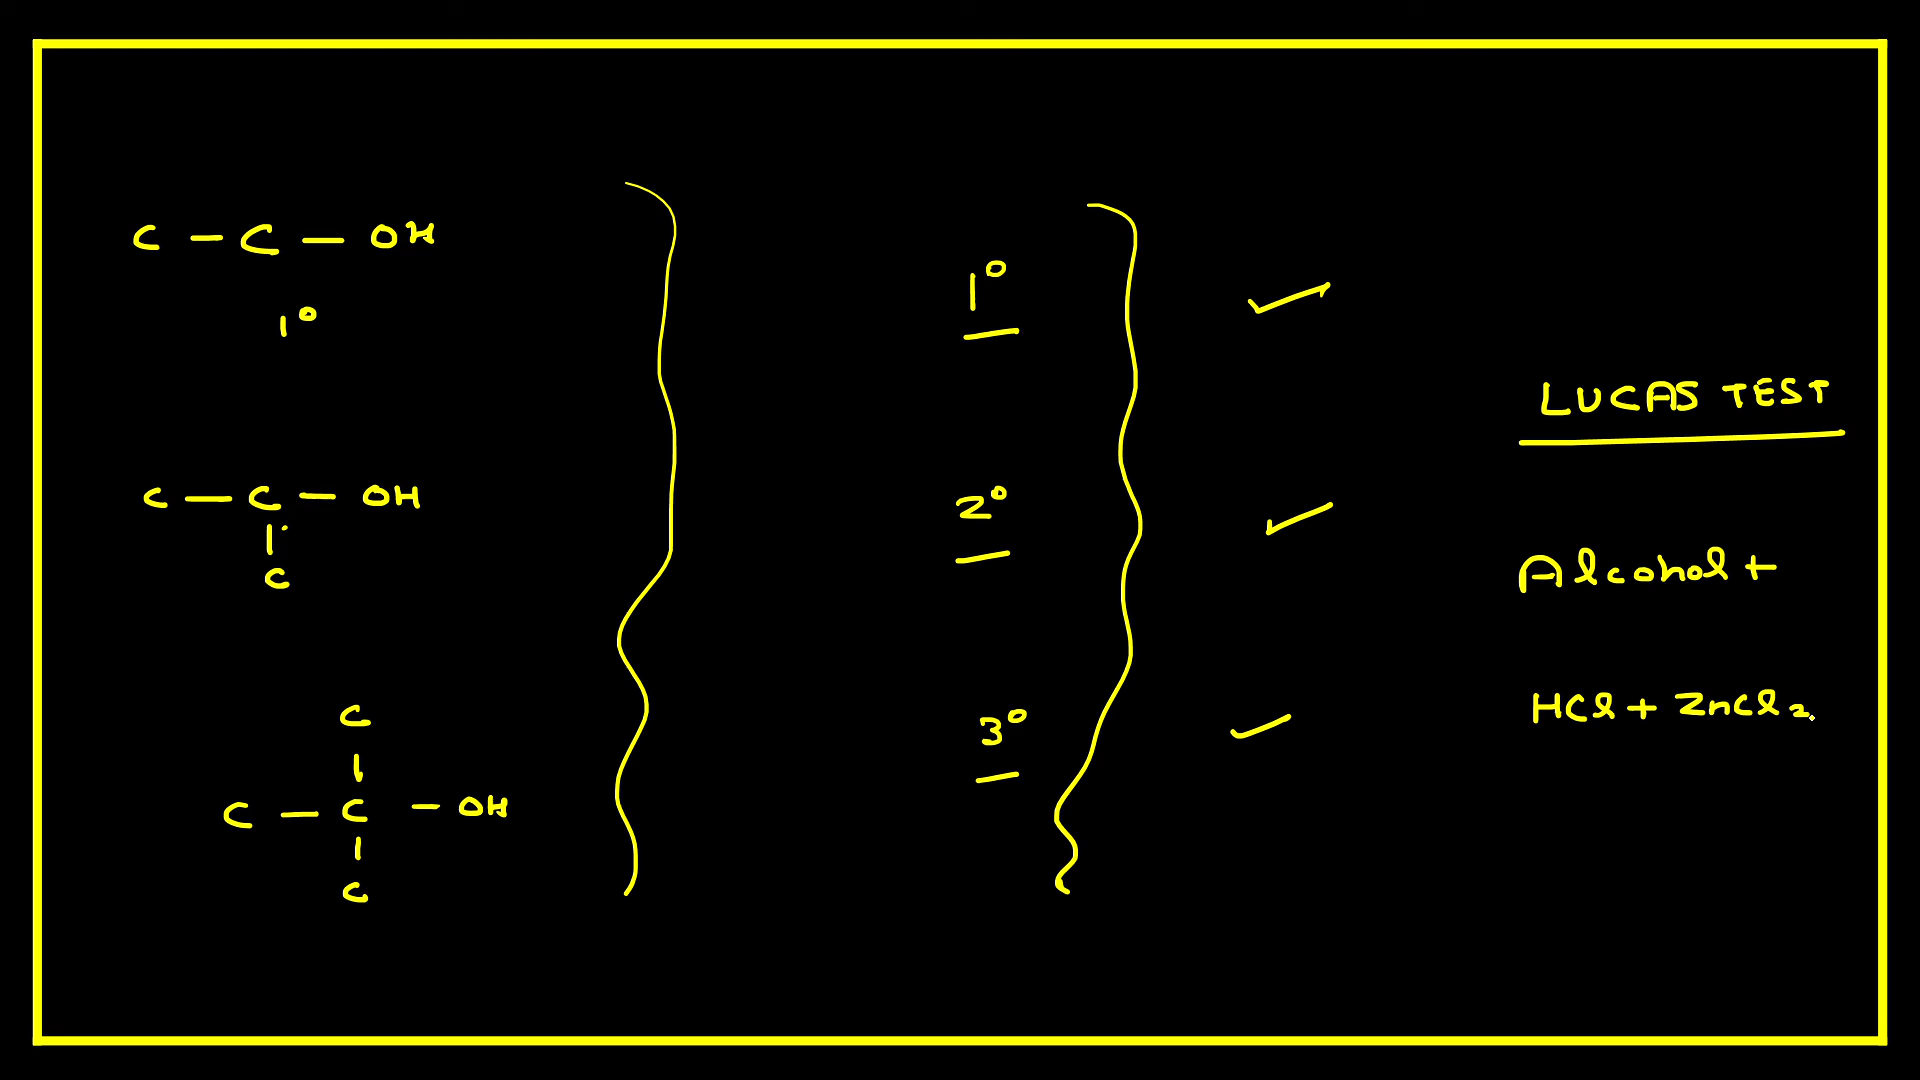 C - C - OH
1°
C - C - OH
|
C
C
|
C - C - OH
|
C
1°
2°
3°
LUCAS TEST
Alcohol +
HCl + ZnCl2